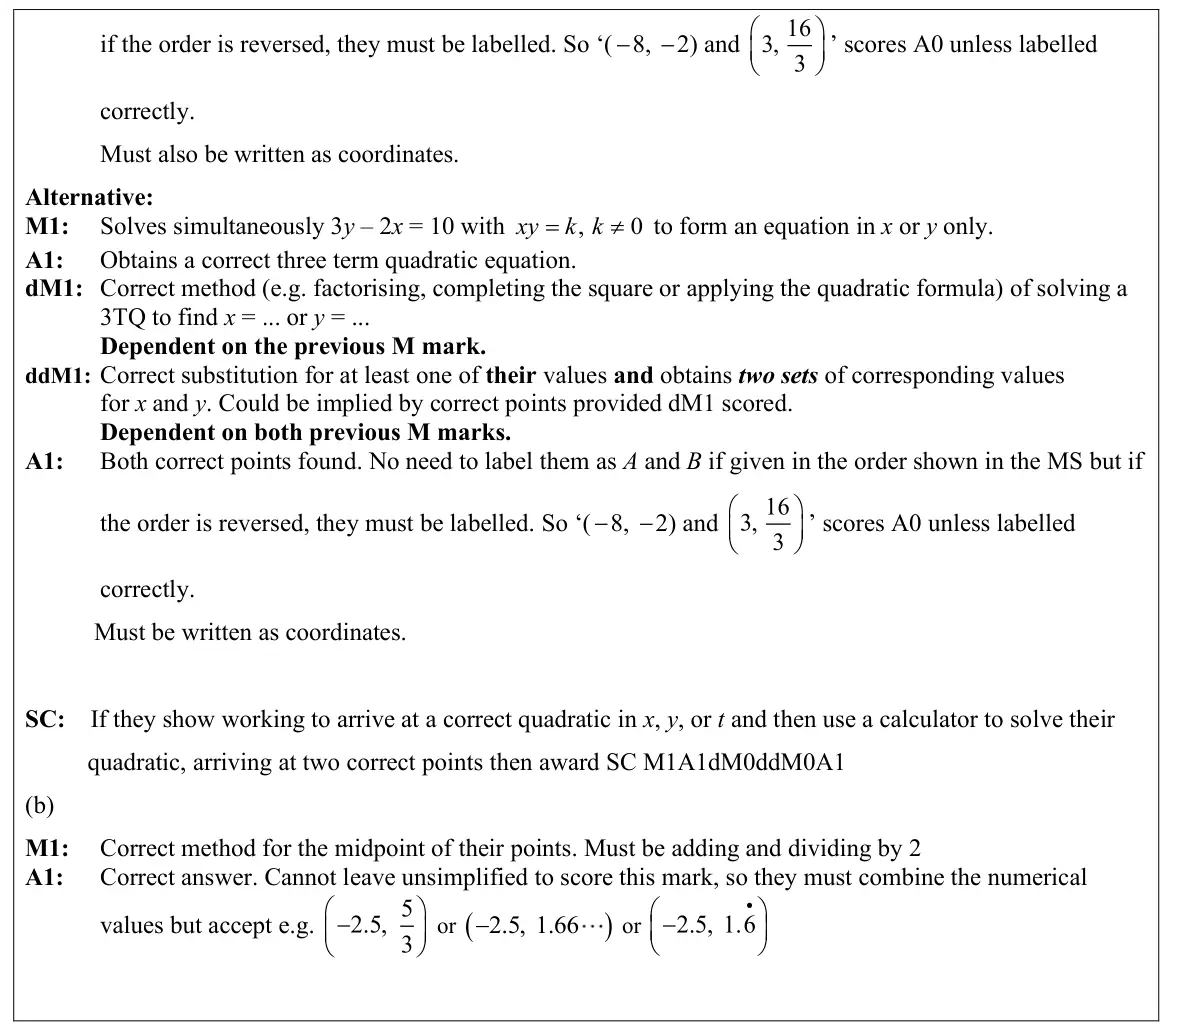 if the order is reversed, they must be labelled. So ‘(−8, −2) and (3, 16/3)’ scores A0 unless labelled
correctly.
Must also be written as coordinates.
Alternative:
M1: Solves simultaneously 3y – 2x = 10 with xy = k, k ≠ 0 to form an equation in x or y only.
A1: Obtains a correct three term quadratic equation.
dM1: Correct method (e.g. factorising, completing the square or applying the quadratic formula) of solving a
3TQ to find x = ... or y = ...
Dependent on the previous M mark.
ddM1: Correct substitution for at least one of their values and obtains two sets of corresponding values
for x and y. Could be implied by correct points provided dM1 scored.
Dependent on both previous M marks.
A1: Both correct points found. No need to label them as A and B if given in the order shown in the MS but if
the order is reversed, they must be labelled. So ‘(−8, −2) and (3, 16/3)’ scores A0 unless labelled
correctly.
Must be written as coordinates.
SC: If they show working to arrive at a correct quadratic in x, y, or t and then use a calculator to solve their
quadratic, arriving at two correct points then award SC M1A1dM0ddM0A1
(b)
M1: Correct method for the midpoint of their points. Must be adding and dividing by 2
A1: Correct answer. Cannot leave unsimplified to score this mark, so they must combine the numerical
values but accept e.g. (−2.5, 5/3) or (−2.5, 1.66⋯) or (−2.5, 1.6̇)